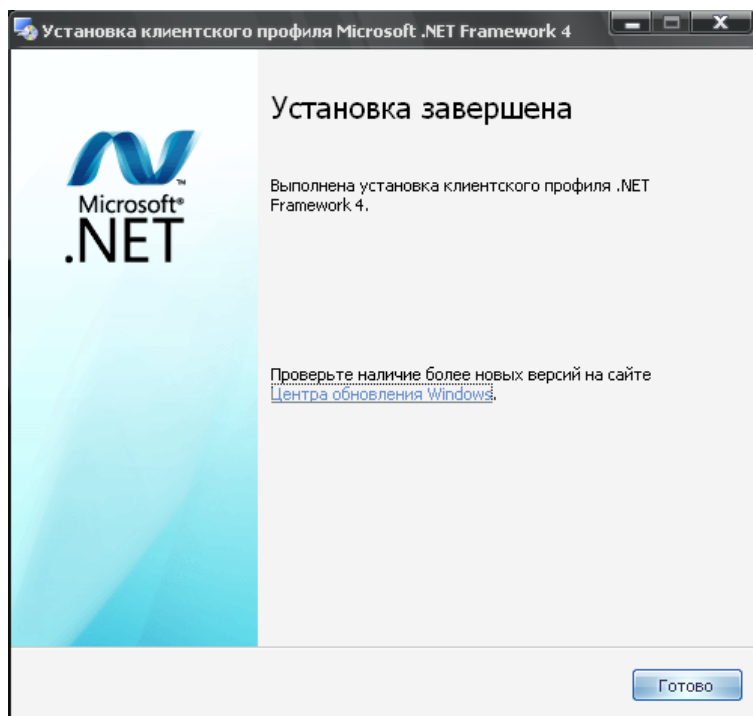 Установка клиентского профиля Microsoft .NET Framework 4
Установка завершена
Microsoft®
.NET
™
Выполнена установка клиентского профиля .NET
Framework 4.
Проверьте наличие более новых версий на сайте
Центра обновления Windows.
Готово